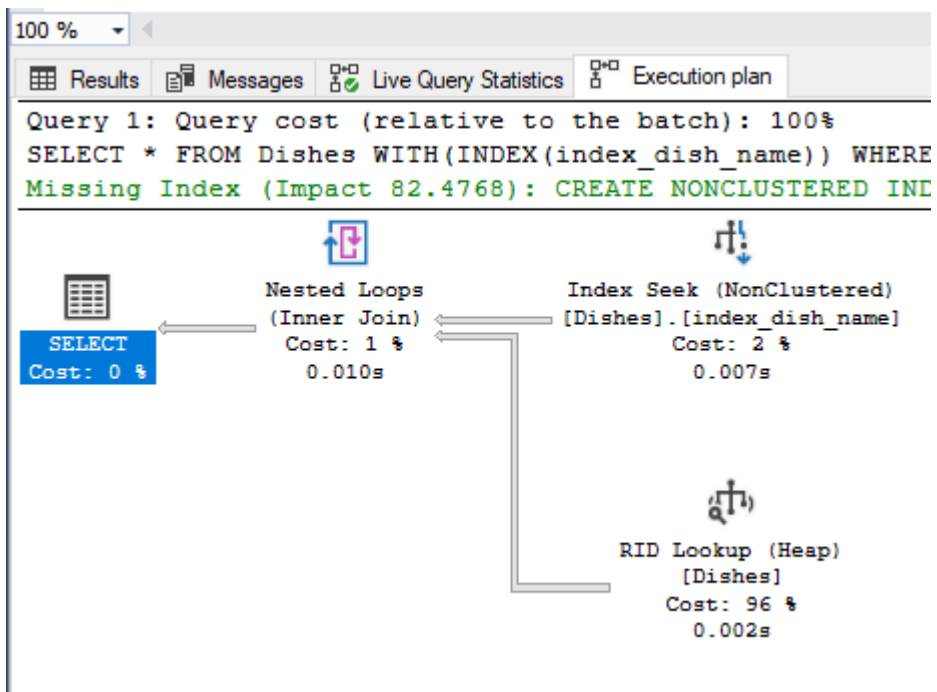 100 %
Results Messages Live Query Statistics Execution plan
Query 1: Query cost (relative to the batch): 100%
SELECT * FROM Dishes WITH(INDEX(index_dish_name)) WHERE
Missing Index (Impact 82.4768): CREATE NONCLUSTERED IND
Nested Loops
(Inner Join)
Cost: 1 %
0.010s
Index Seek (NonClustered)
[Dishes].[index_dish_name]
Cost: 2 %
0.007s
SELECT
Cost: 0 %
RID Lookup (Heap)
[Dishes]
Cost: 96 %
0.002s